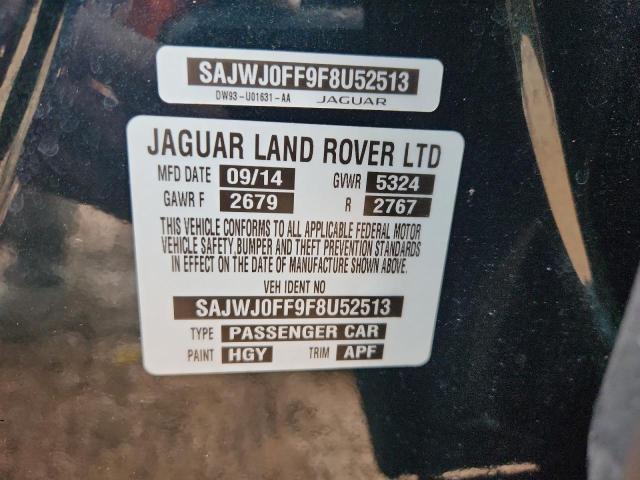 SAJWJ0FF9F8U52513
DW93-U01631-AA JAGUAR
JAGUAR LAND ROVER LTD
MFD DATE 09/14 GVWR 5324
GAWR F 2679 R 2767
THIS VEHICLE CONFORMS TO ALL APPLICABLE FEDERAL MOTOR
VEHICLE SAFETY,BUMPER AND THEFT PREVENTION STANDARDS
IN EFFECT ON THE DATE OF MANUFACTURE SHOWN ABOVE.
VEH IDENT NO
SAJWJ0FF9F8U52513
TYPE PASSENGER CAR
PAINT HGY TRIM APF